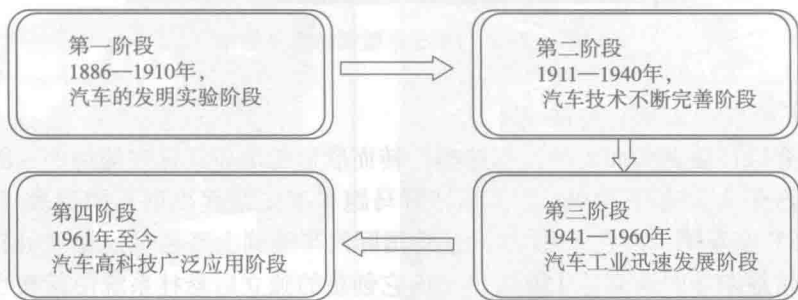 第一阶段
1886—1910年，
汽车的发明实验阶段
第二阶段
1911—1940年，
汽车技术不断完善阶段
第三阶段
1941—1960年
汽车工业迅速发展阶段
第四阶段
1961年至今
汽车高科技广泛应用阶段